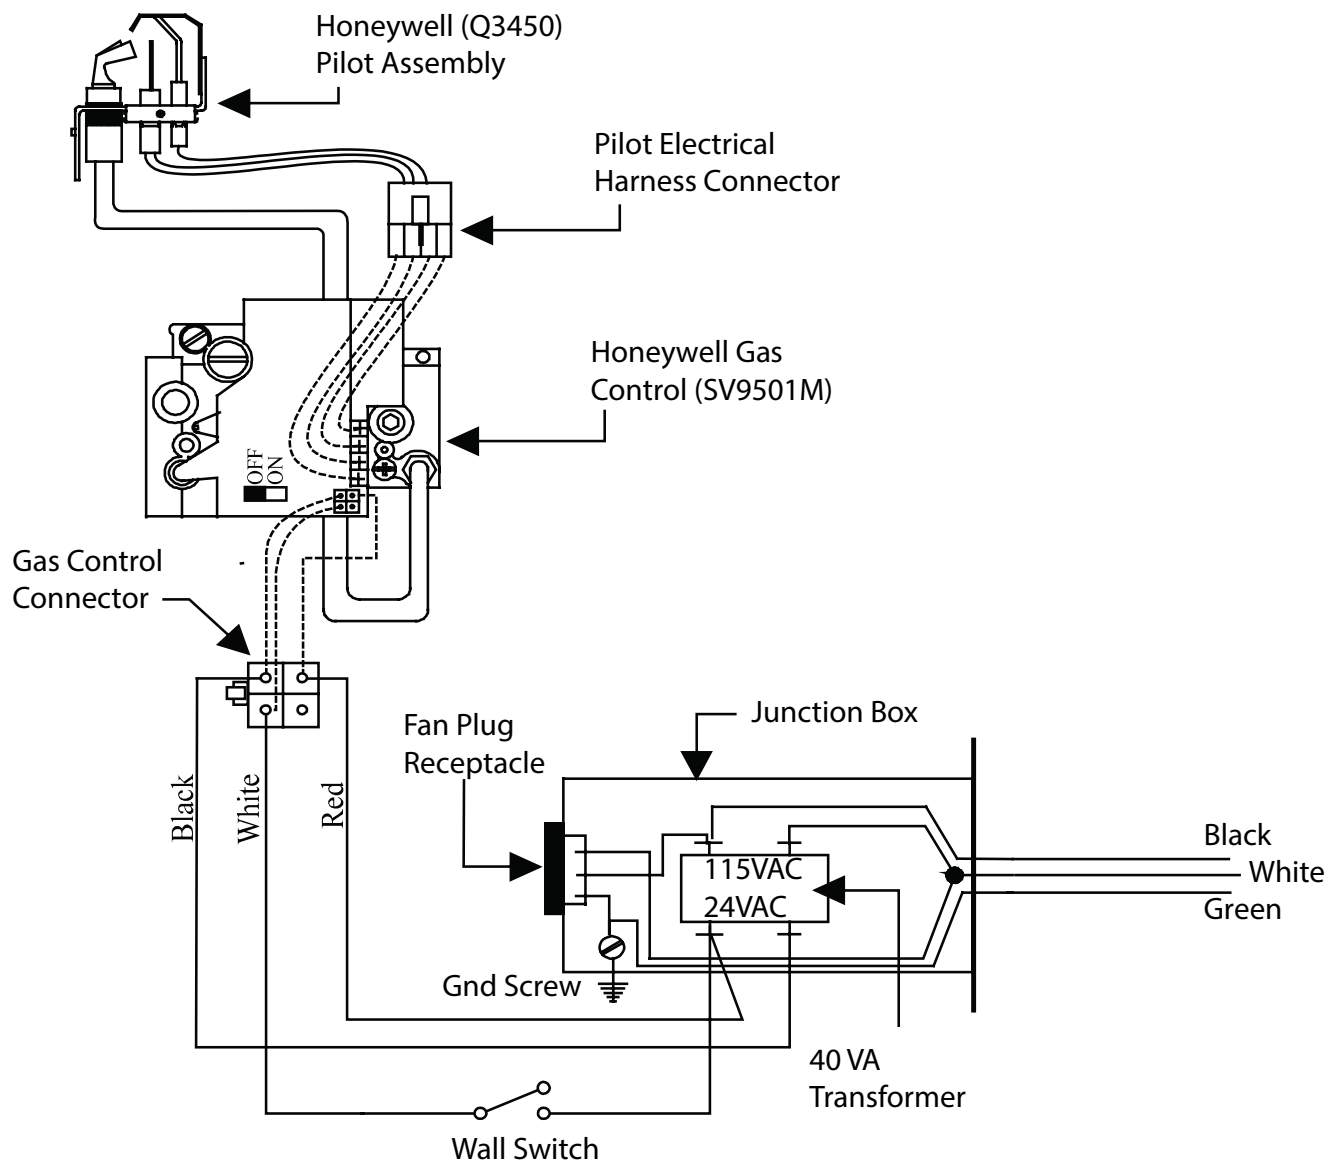 Honeywell (Q3450)
Pilot Assembly
Pilot Electrical
Harness Connector
Honeywell Gas
Control (SV9501M)
OFF
ON
Gas Control
Connector
Black
White
Red
Fan Plug
Receptacle
Junction Box
115VAC
24VAC
Black
White
Green
Gnd Screw
40 VA
Transformer
Wall Switch